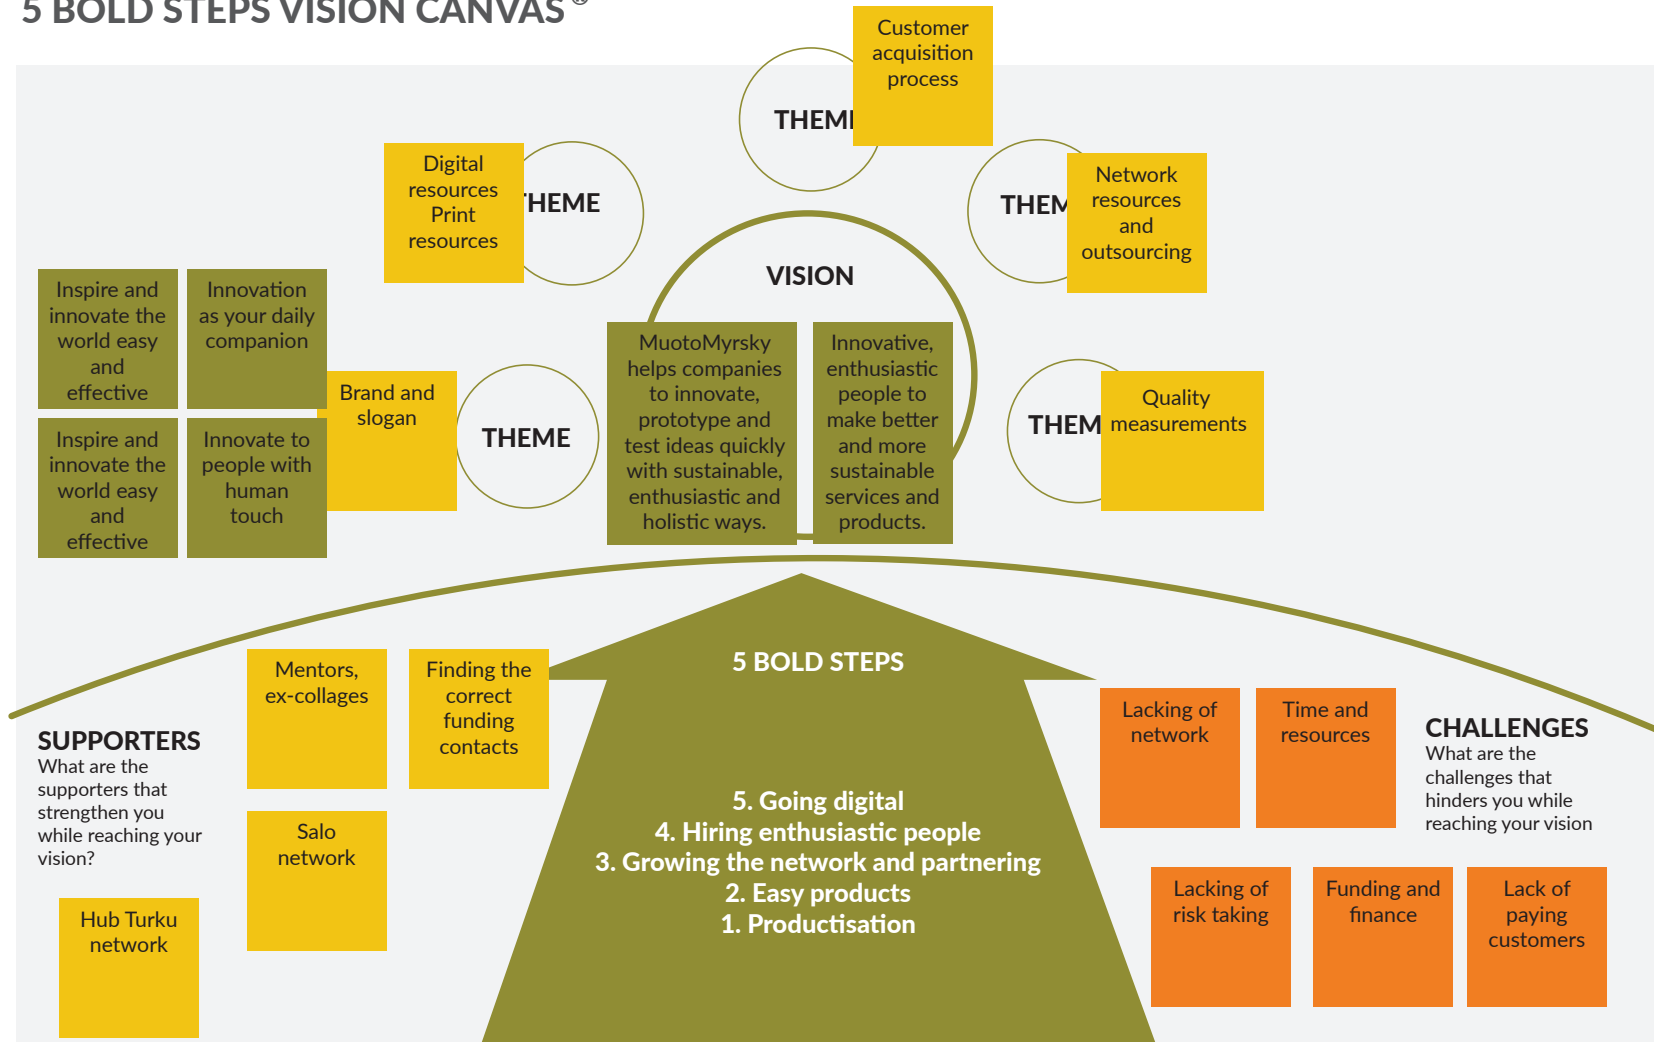 5 BOLD STEPS VISION CANVAS®
Customer
acquisition
process
THEME
Digital
resources
Print
resources
THEME
Network
resources
and
outsourcing
THEM
VISION
Inspire and
innovate the
world easy
and
effective
Innovation
as your daily
companion
Brand and
slogan
THEME
Inspire and
innovate the
world easy
and
effective
Innovate to
people with
human
touch
MuotoMyrsky
helps companies
to innovate,
prototype and
test ideas quickly
with sustainable,
enthusiastic and
holistic ways.
Innovative,
enthusiastic
people to
make better
and more
sustainable
services and
products.
THEM
Quality
measurements
5 BOLD STEPS
5. Going digital
4. Hiring enthusiastic people
3. Growing the network and partnering
2. Easy products
1. Productisation
SUPPORTERS
What are the
supporters that
strengthen you
while reaching your
vision?
Mentors,
ex-collages
Finding the
correct
funding
contacts
Salo
network
Hub Turku
network
Lacking of
network
Time and
resources
CHALLENGES
What are the
challenges that
hinders you while
reaching your vision
Lacking of
risk taking
Funding and
finance
Lack of
paying
customers